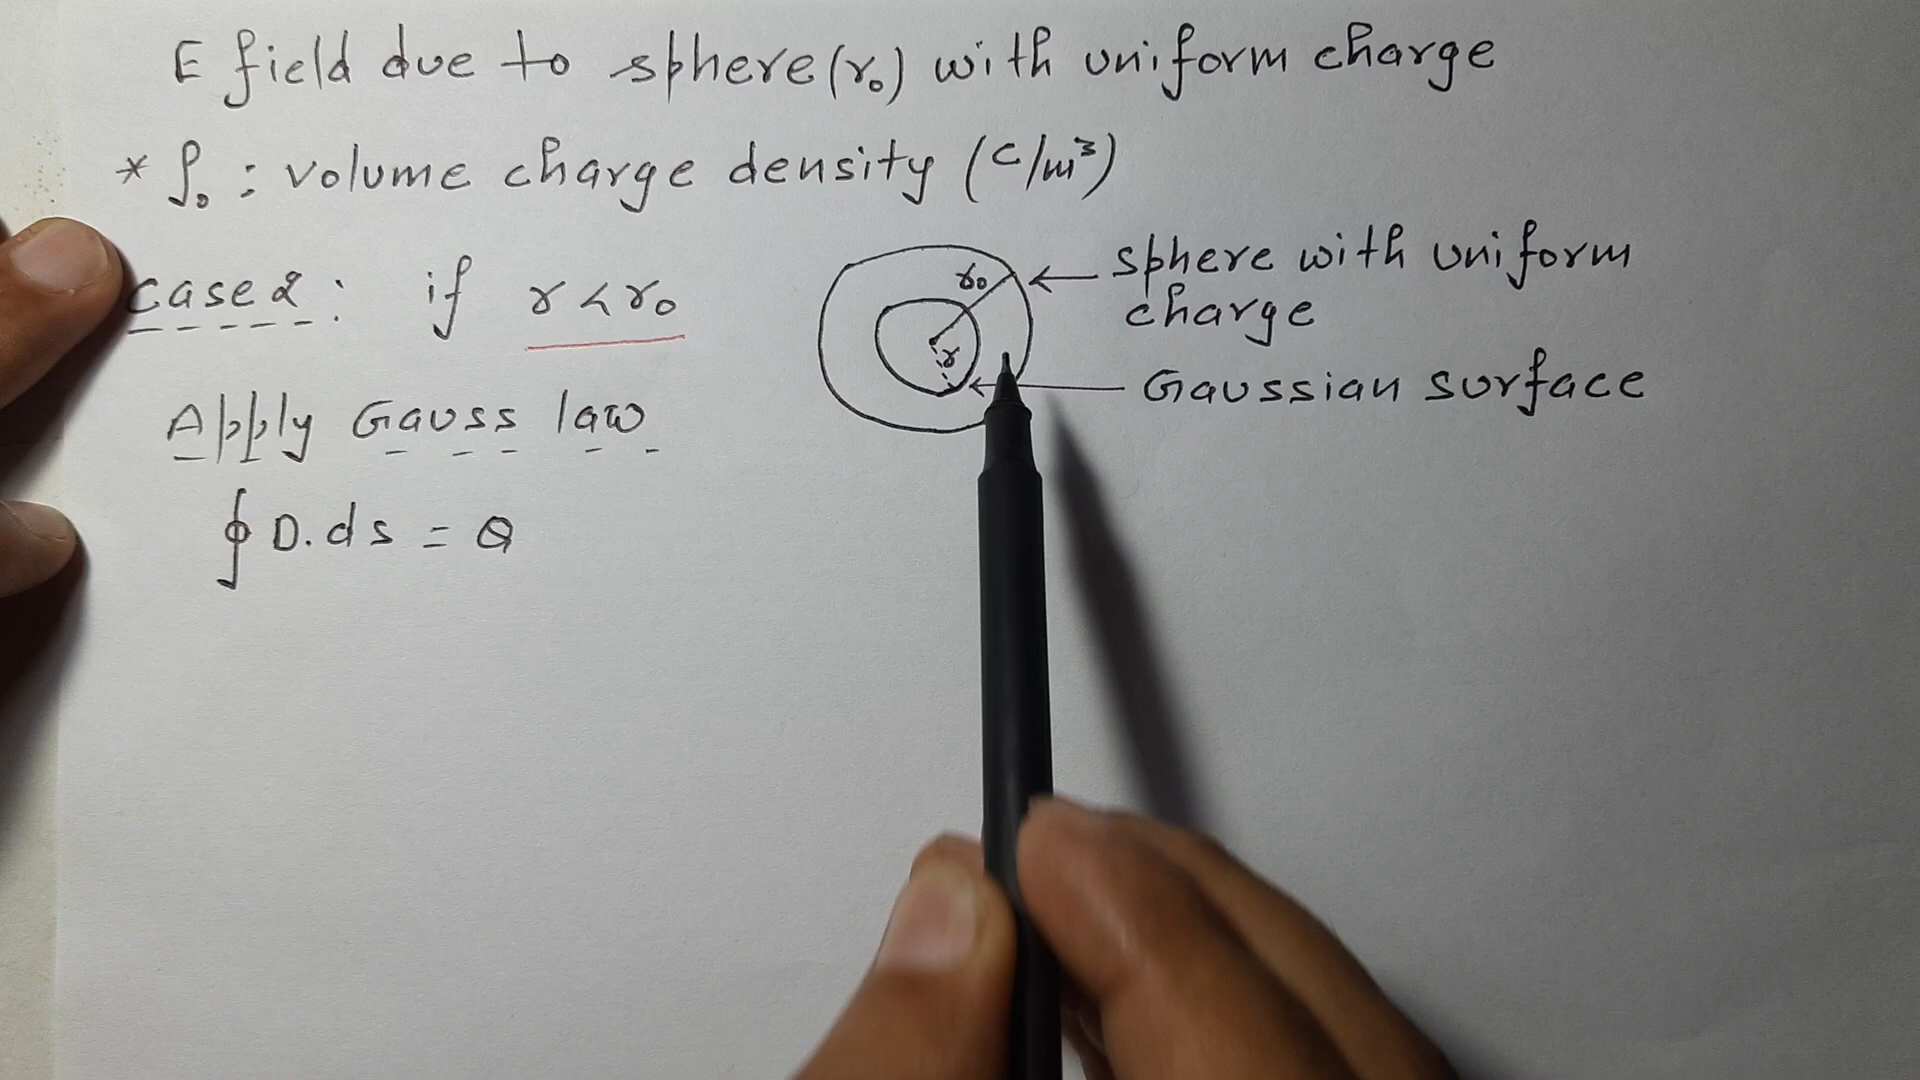 E field due to sphere (r₀) with uniform charge
* ρ₀ : volume charge density (C/m³)
case 2 : if r < r₀
r₀
r
sphere with uniform
charge
Gaussian surface
Apply Gauss law
∮ D. ds = Q